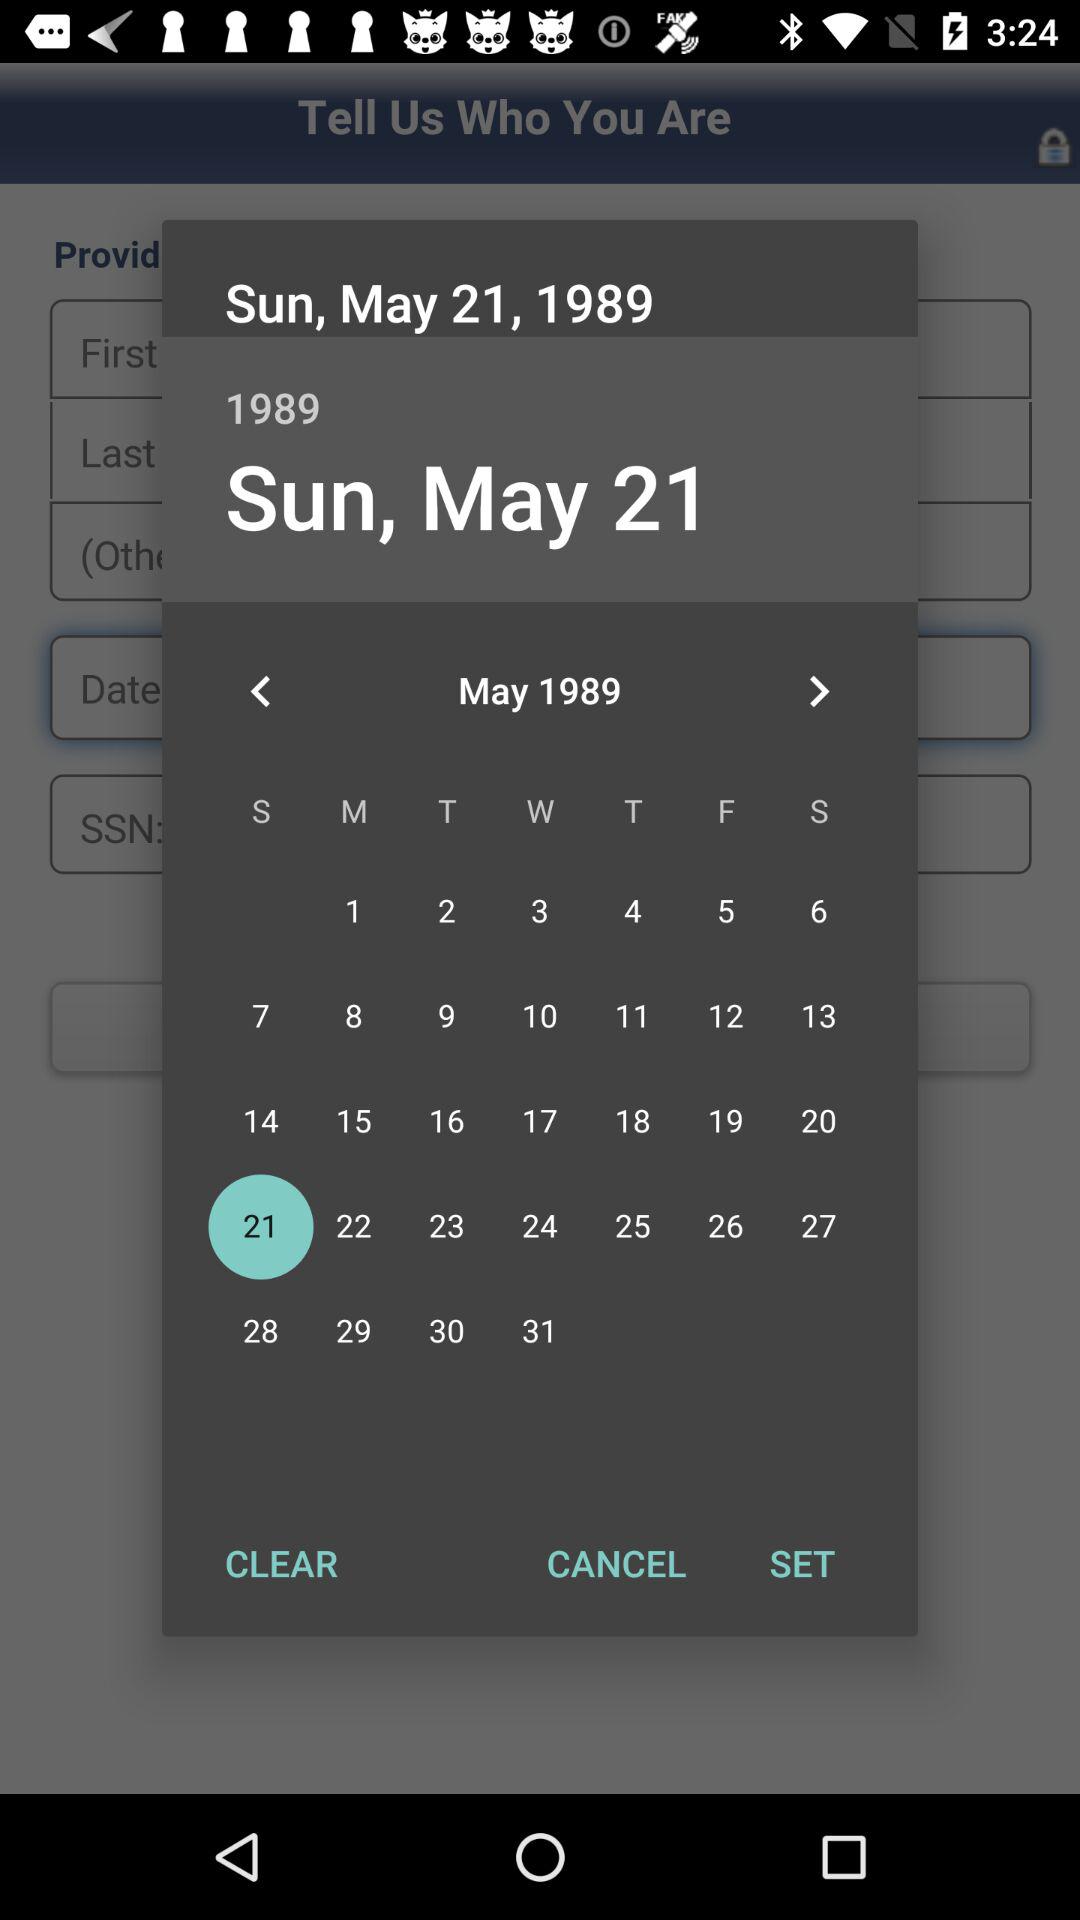 FAKE 3:24
Tell Us Who You Are
Provid
Sun, May 21, 1989
First
1989
Last
Sun, May 21
(Othe
Date
May 1989
S M T W T F S
SSN:
1 2 3 4 5 6
7 8 9 10 11 12 13
14 15 16 17 18 19 20
21 22 23 24 25 26 27
28 29 30 31
CLEAR CANCEL SET